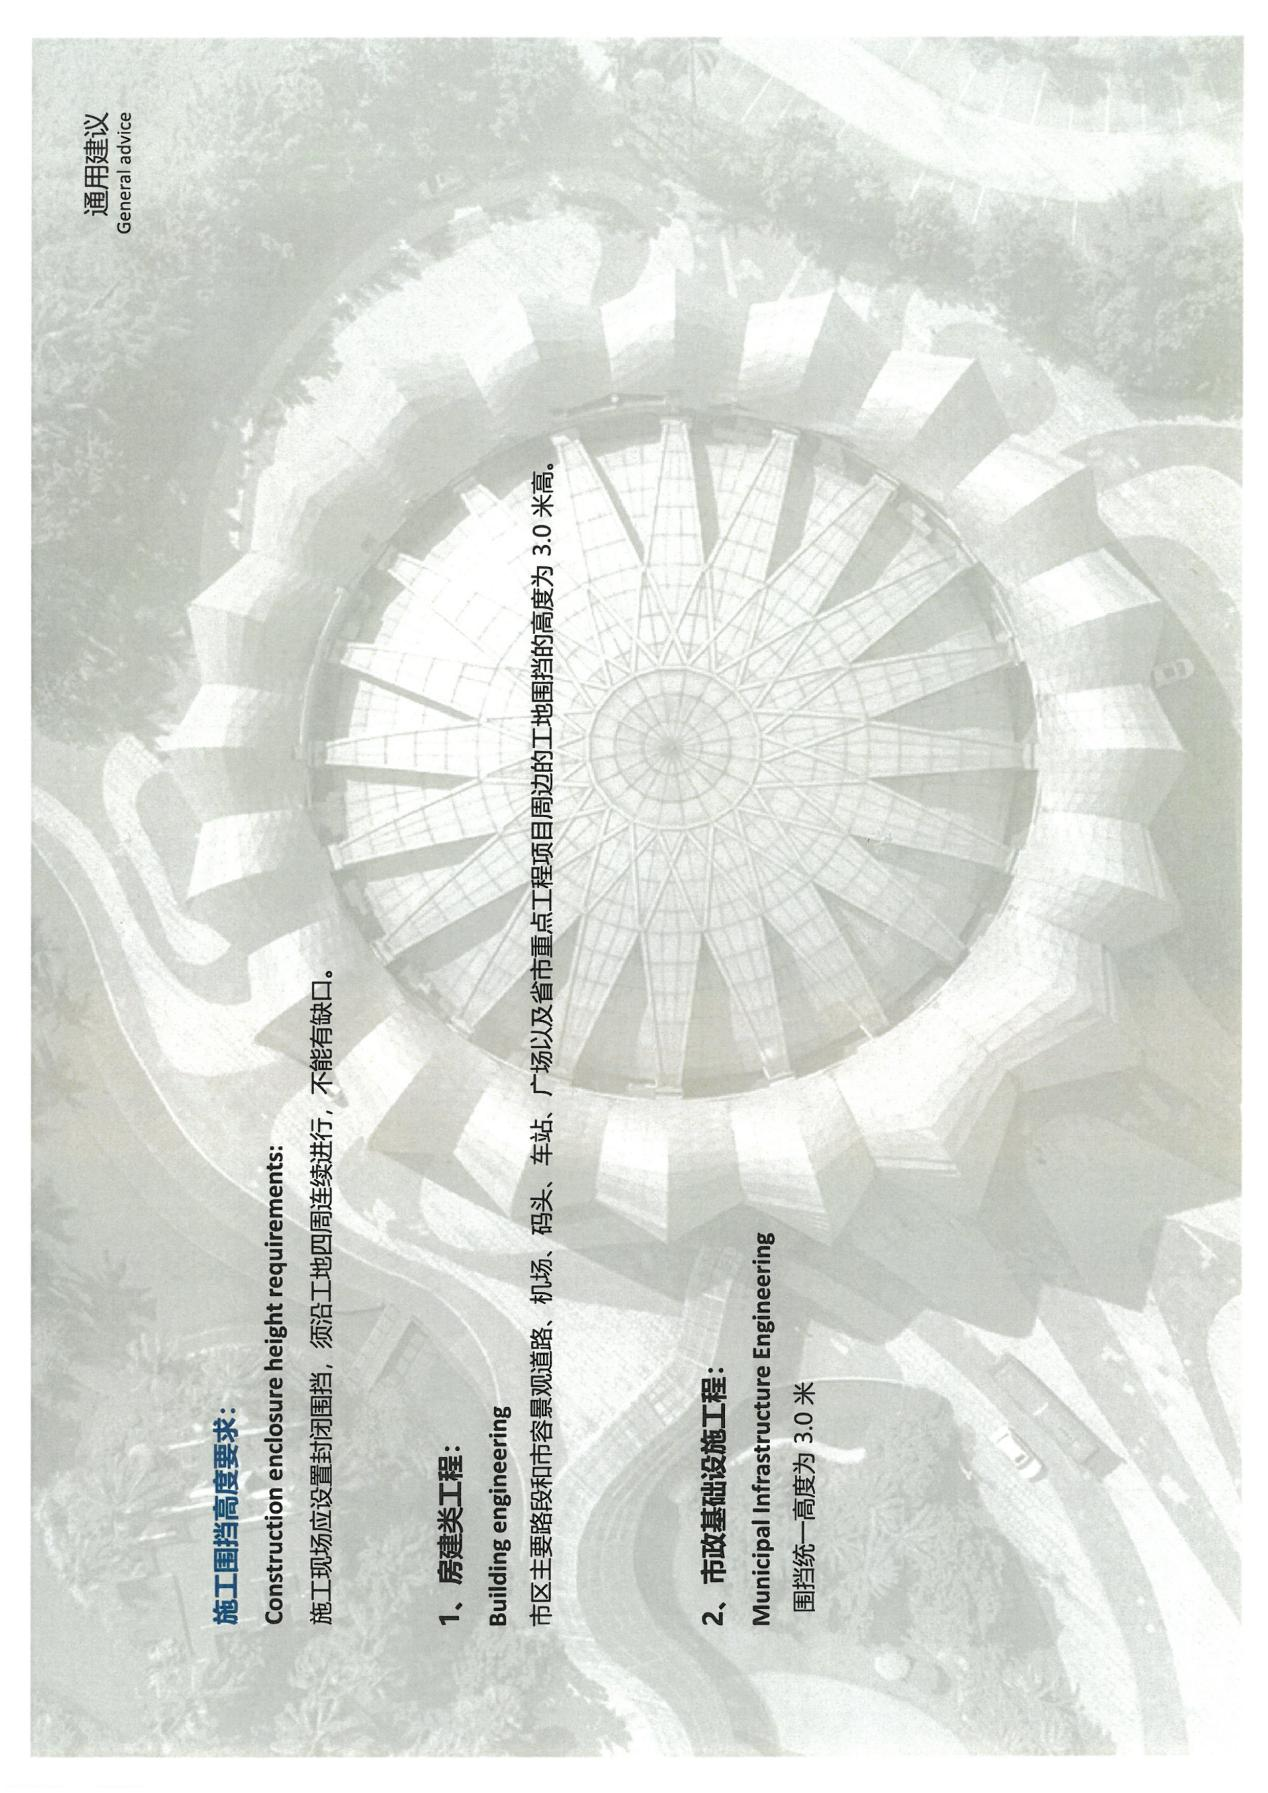 通用建议
General advice
施工围挡高度要求：
Construction enclosure height requirements:
施工现场应设置封闭围挡，须沿工地四周连续进行，不能有缺口。
1、房建类工程：
Building engineering
市区主要路段和市容景观道路、机场、码头、车站、广场以及省市重点工程项目周边的工地围挡的高度为 3.0 米高。
2、市政基础设施工程：
Municipal Infrastructure Engineering
围挡统一高度为 3.0 米